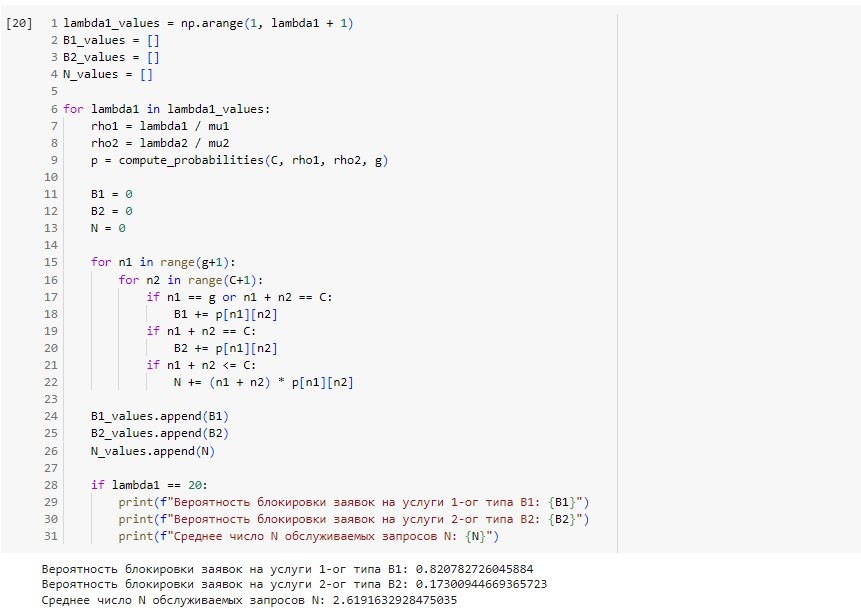 [20] 1 lambda1_values = np.arange(1, lambda1 + 1)
2 B1_values = []
3 B2_values = []
4 N_values = []
5
6 for lambda1 in lambda1_values:
7 rho1 = lambda1 / mu1
8 rho2 = lambda2 / mu2
9 p = compute_probabilities(C, rho1, rho2, g)
10
11 B1 = 0
12 B2 = 0
13 N = 0
14
15 for n1 in range(g+1):
16 for n2 in range(C+1):
17 if n1 == g or n1 + n2 == C:
18 B1 += p[n1][n2]
19 if n1 + n2 == C:
20 B2 += p[n1][n2]
21 if n1 + n2 <= C:
22 N += (n1 + n2) * p[n1][n2]
23
24 B1_values.append(B1)
25 B2_values.append(B2)
26 N_values.append(N)
27
28 if lambda1 == 20:
29 print(f"Вероятность блокировки заявок на услуги 1-ог типа B1: {B1}")
30 print(f"Вероятность блокировки заявок на услуги 2-ог типа B2: {B2}")
31 print(f"Среднее число N обслуживаемых запросов N: {N}")
Вероятность блокировки заявок на услуги 1-ог типа B1: 0.820782726045884
Вероятность блокировки заявок на услуги 2-ог типа B2: 0.17300944669365723
Среднее число N обслуживаемых запросов N: 2.6191632928475035